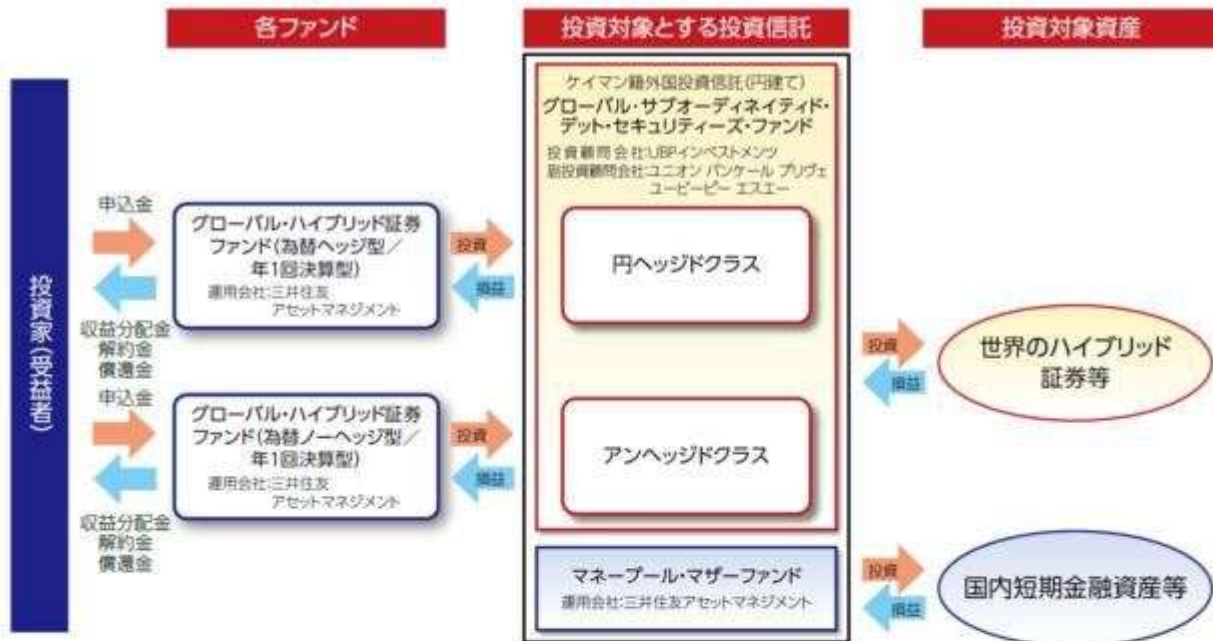 各ファンド
投資対象とする投資信託
投資対象資産
投資家(受益者)
申込金
収益分配金
解約金
償還金
グローバル・ハイブリッド証券
ファンド(為替ヘッジ型/
年1回決算型)
運用会社:三井住友
アセットマネジメント
投資
損益
申込金
収益分配金
解約金
償還金
グローバル・ハイブリッド証券
ファンド(為替ノーヘッジ型/
年1回決算型)
運用会社:三井住友
アセットマネジメント
投資
損益
ケイマン籍外国投資信託(円建て)
グローバル・サブオーディネイティド・
デット・セキュリティーズ・ファンド
投資顧問会社:UBPインベストメンツ
副投資顧問会社:ユニオン バンケール プリヴェ
ユービーピー エスエー
円ヘッジドクラス
アンヘッジドクラス
投資
損益
世界のハイブリッド
証券等
マネープール・マザーファンド
運用会社:三井住友アセットマネジメント
投資
損益
国内短期金融資産等